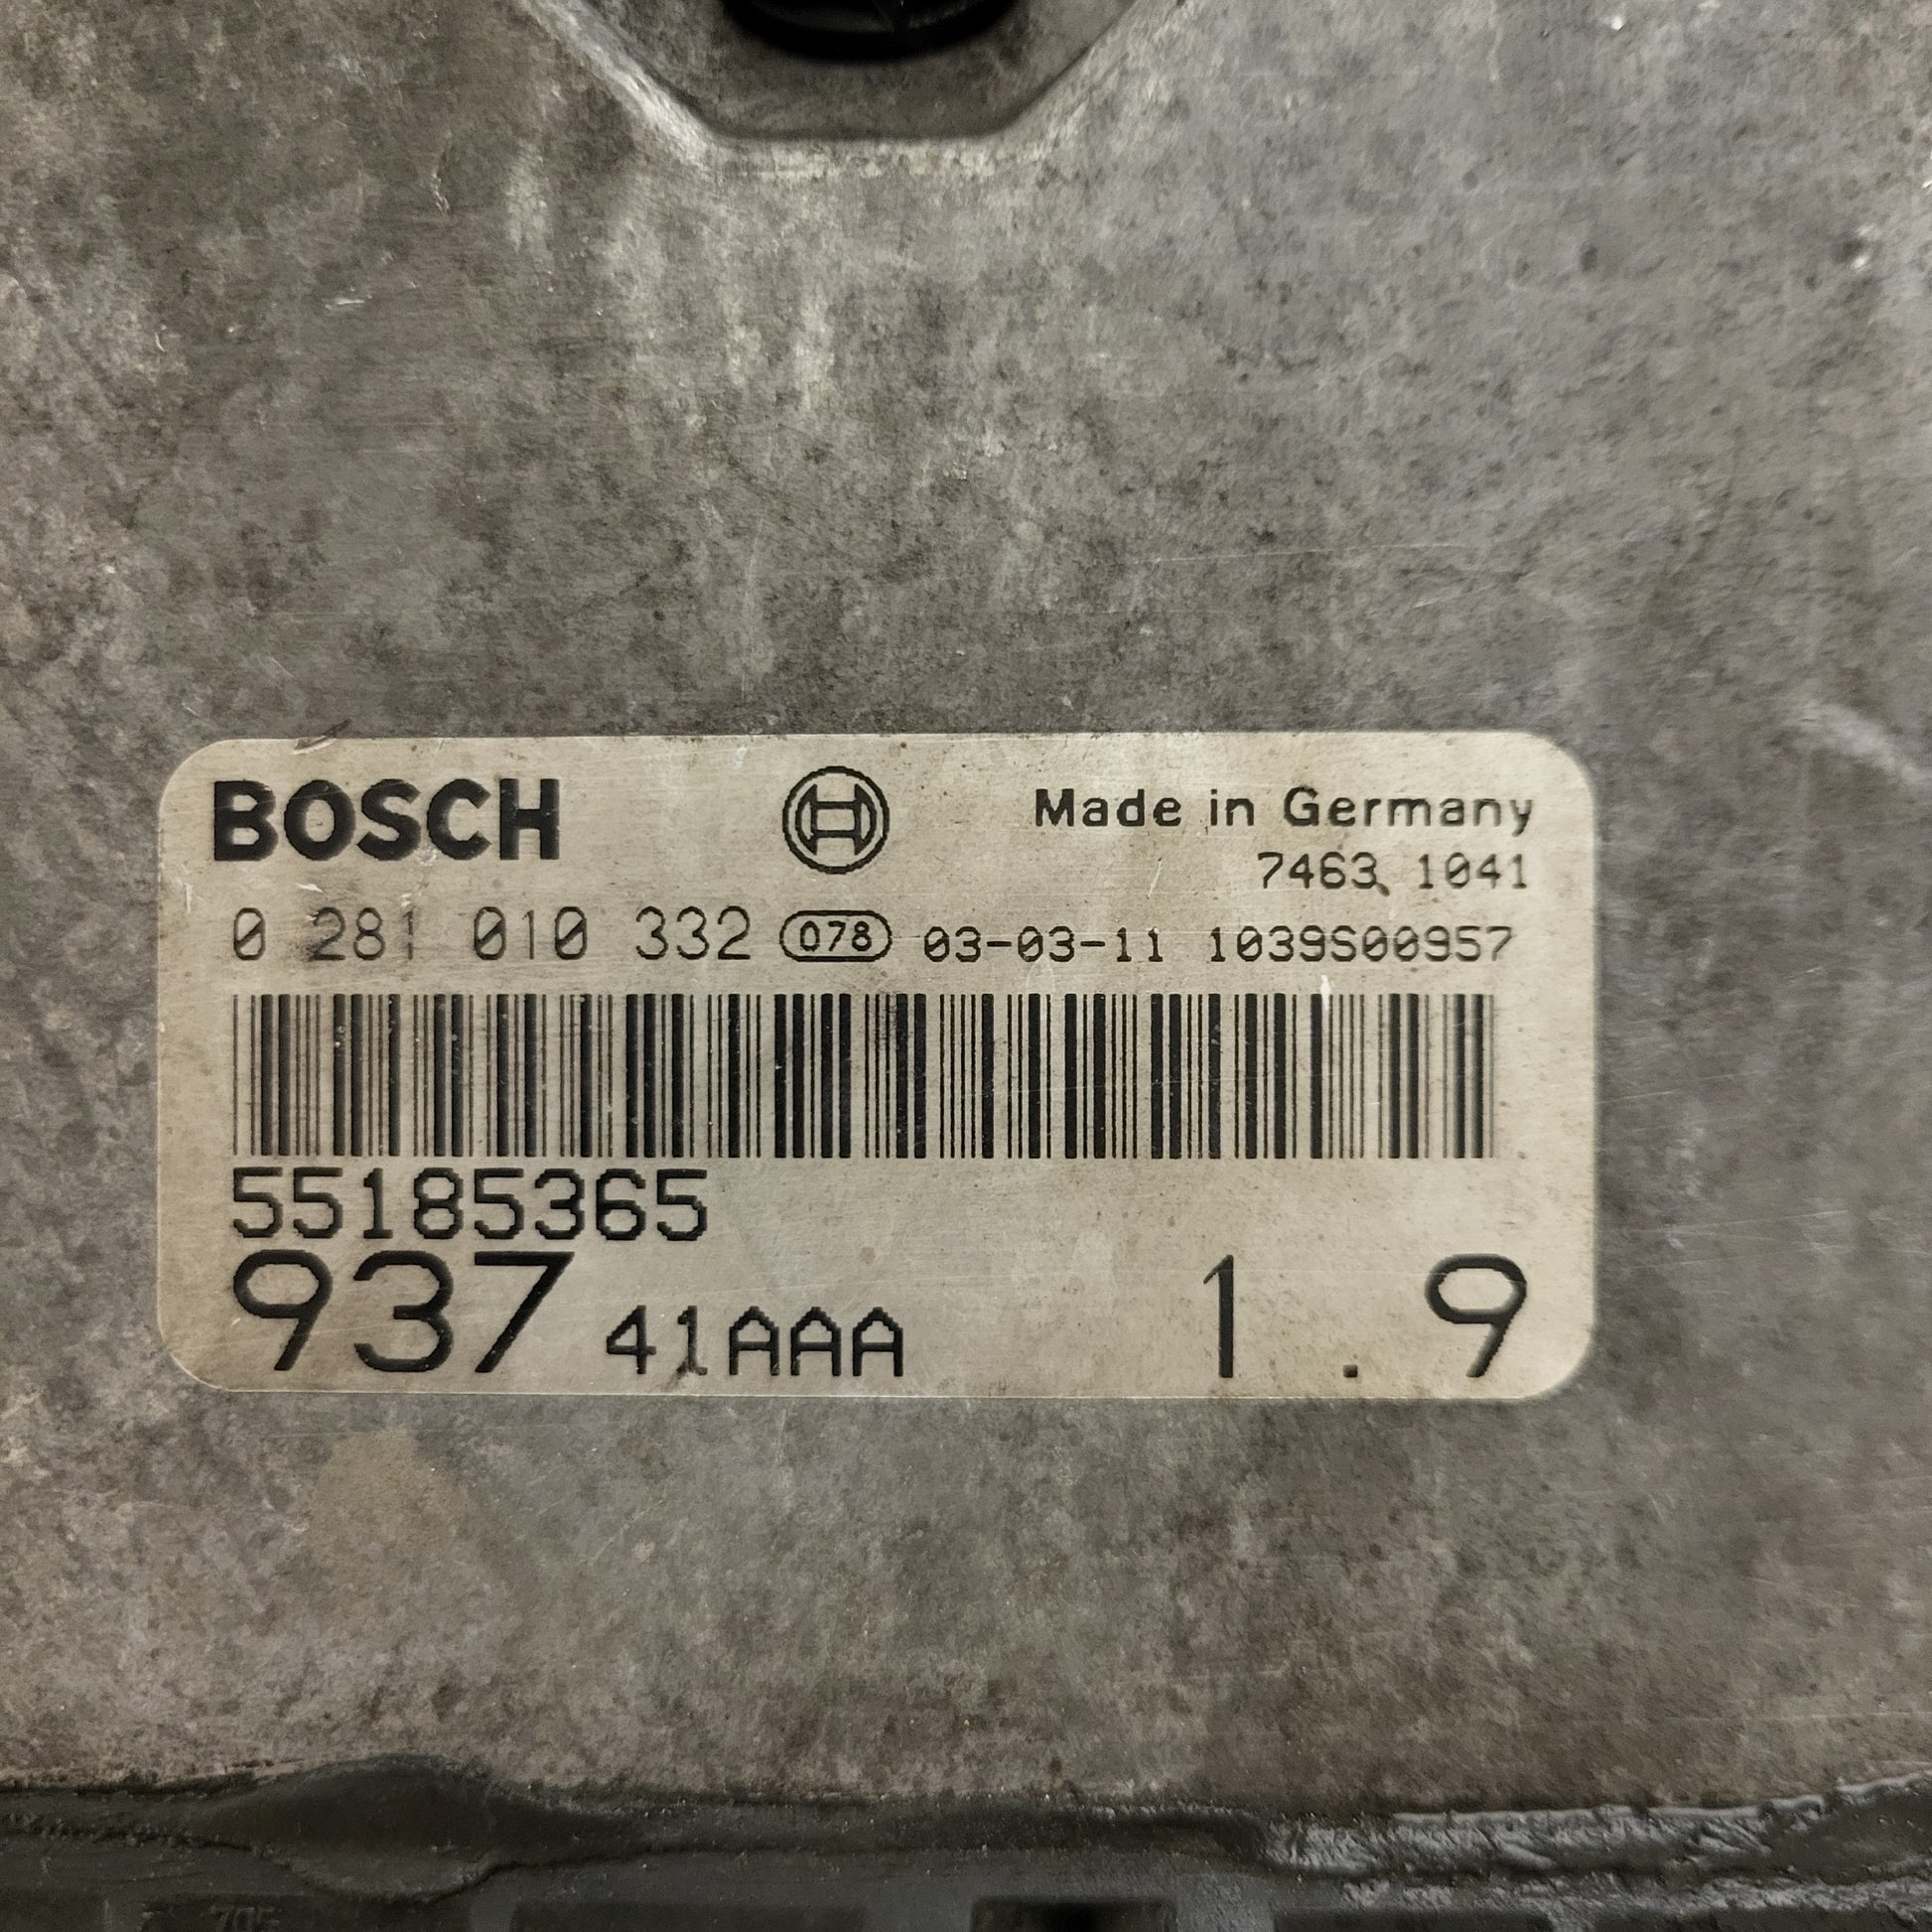 BOSCH Made in Germany
7463 1041
0 281 010 332 078 03-03-11 1039S00957
55185365
937 41AAA 1.9
705